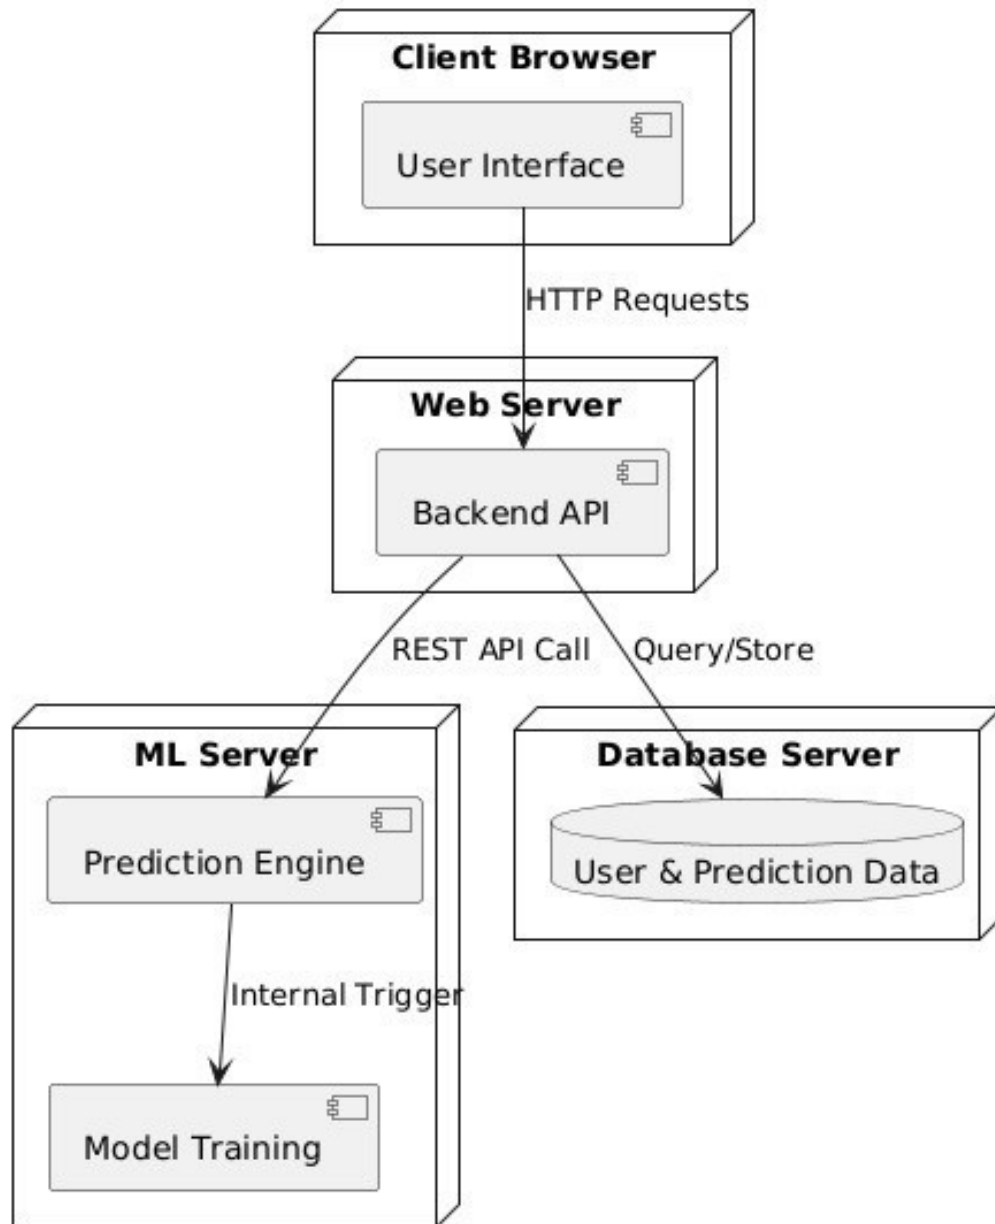 Client Browser
User Interface
HTTP Requests
Web Server
Backend API
REST API Call
Query/Store
ML Server
Database Server
Prediction Engine
User & Prediction Data
Internal Trigger
Model Training